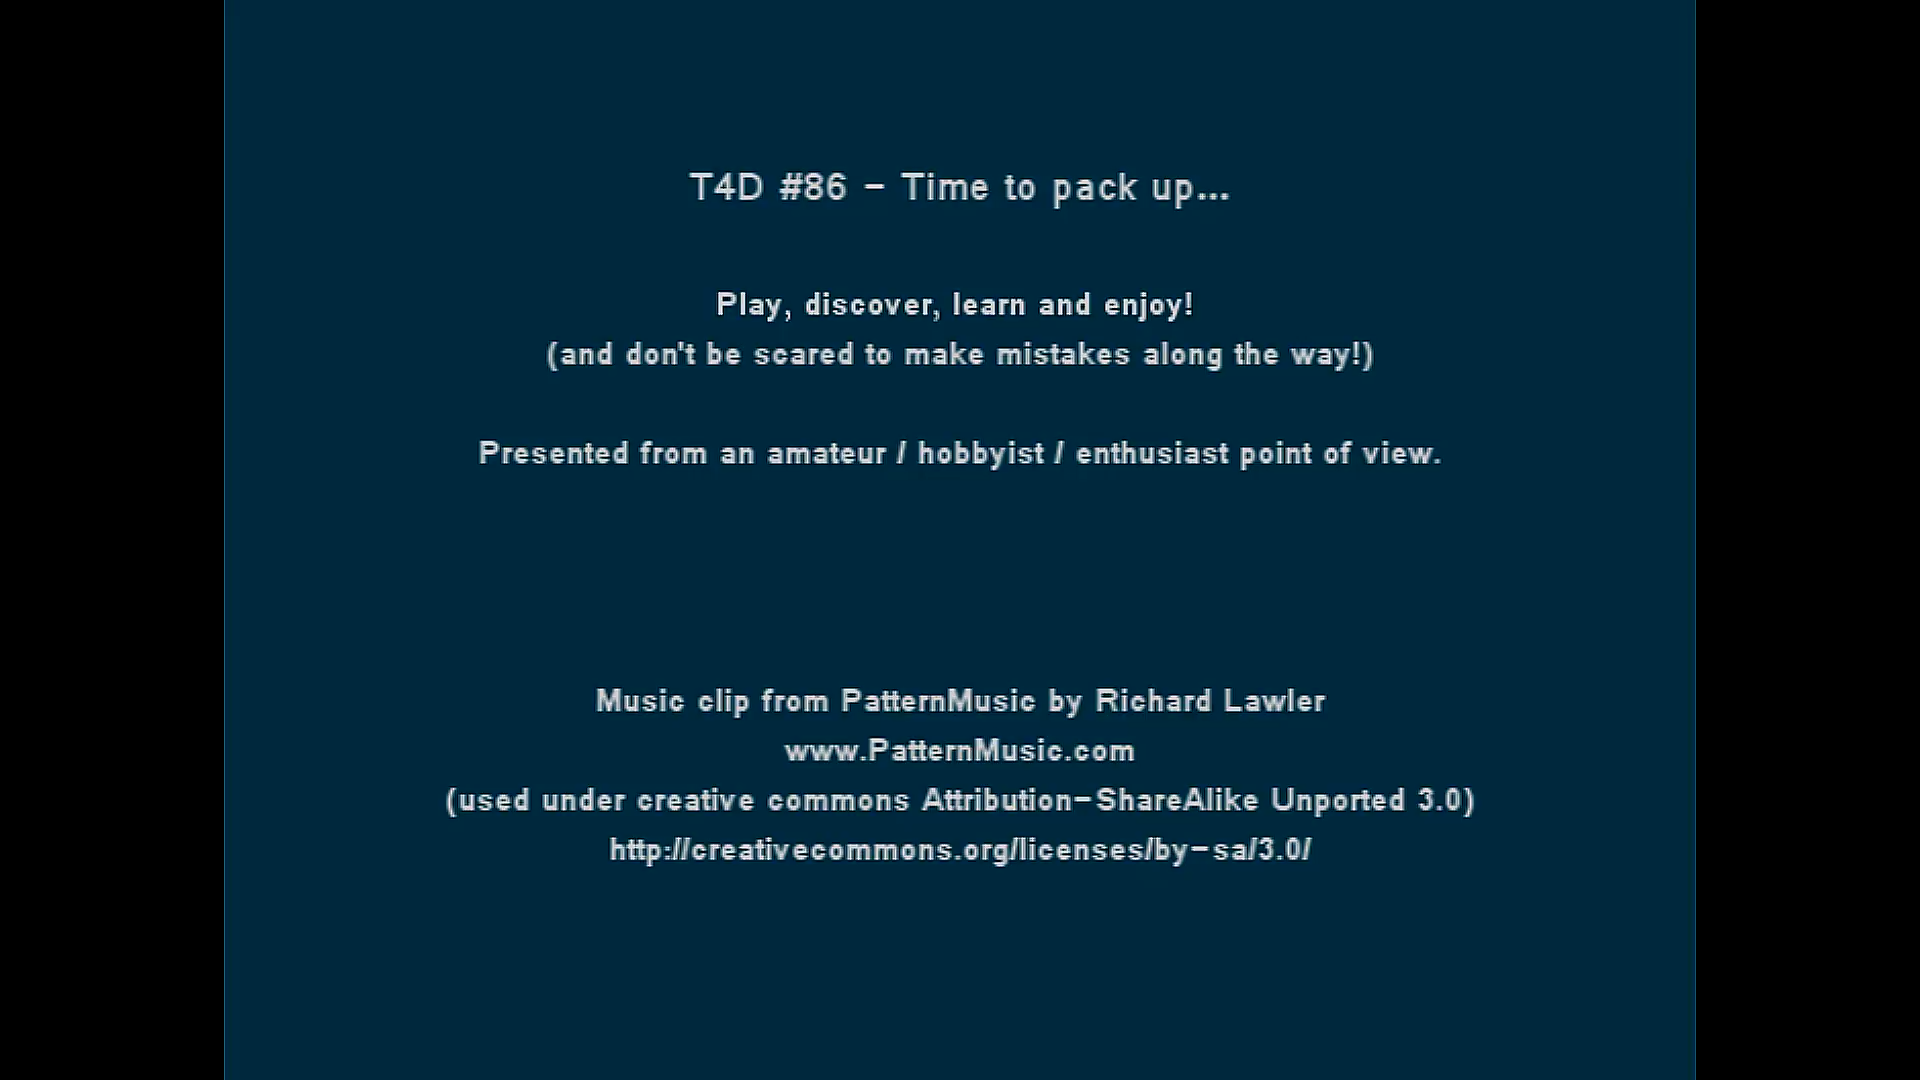 T4D #86 - Time to pack up...
Play, discover, learn and enjoy!
(and don't be scared to make mistakes along the way!)
Presented from an amateur / hobbyist / enthusiast point of view.
Music clip from PatternMusic by Richard Lawler
www.PatternMusic.com
(used under creative commons Attribution-ShareAlike Unported 3.0)
http://creativecommons.org/licenses/by-sa/3.0/